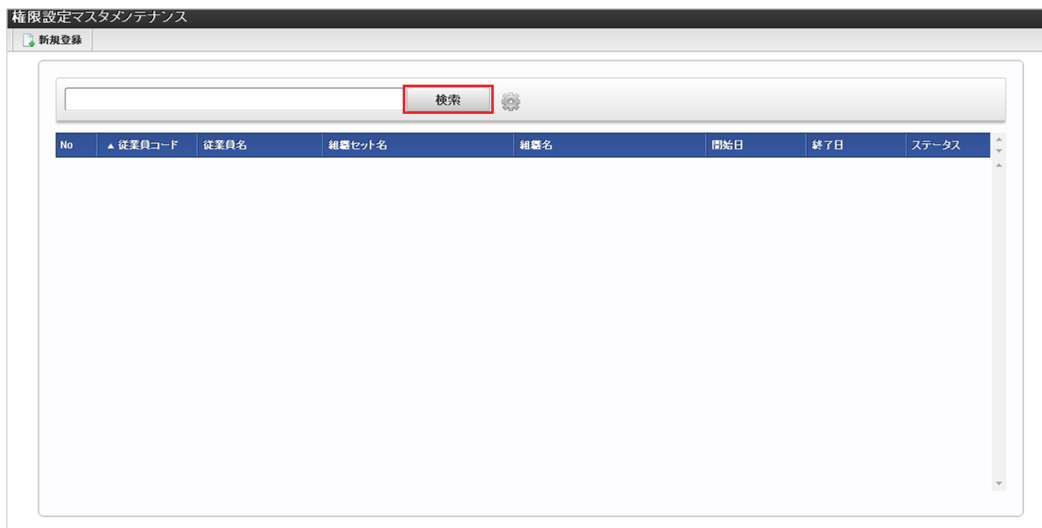 権限設定マスタメンテナンス
新規登録
検索
No ▲従業員コード 従業員名 組織セット名 組織名 開始日 終了日 ステータス